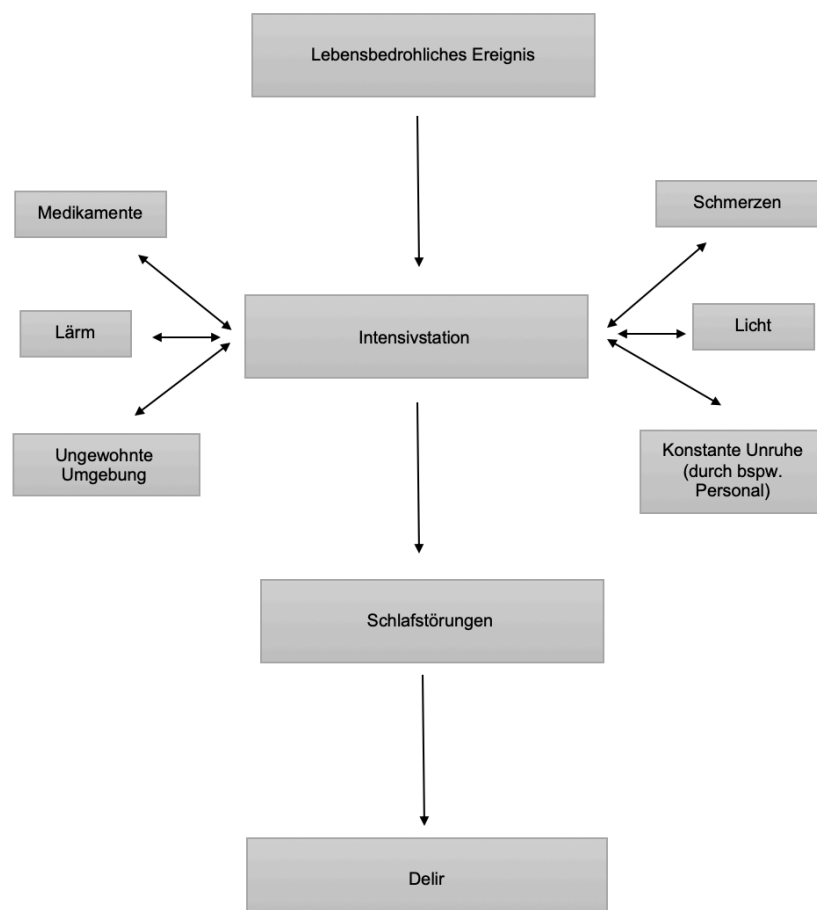 Lebensbedrohliches Ereignis
Medikamente
Schmerzen
Lärm
Intensivstation
Licht
Ungewohnte
Umgebung
Konstante Unruhe
(durch bspw.
Personal)
Schlafstörungen
Delir